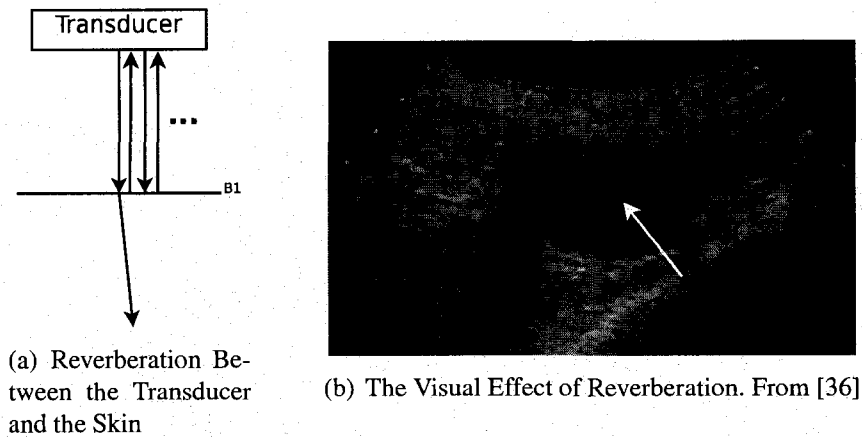 Transducer
...
B1
(a) Reverberation Be-
tween the Transducer
and the Skin
(b) The Visual Effect of Reverberation. From [36]